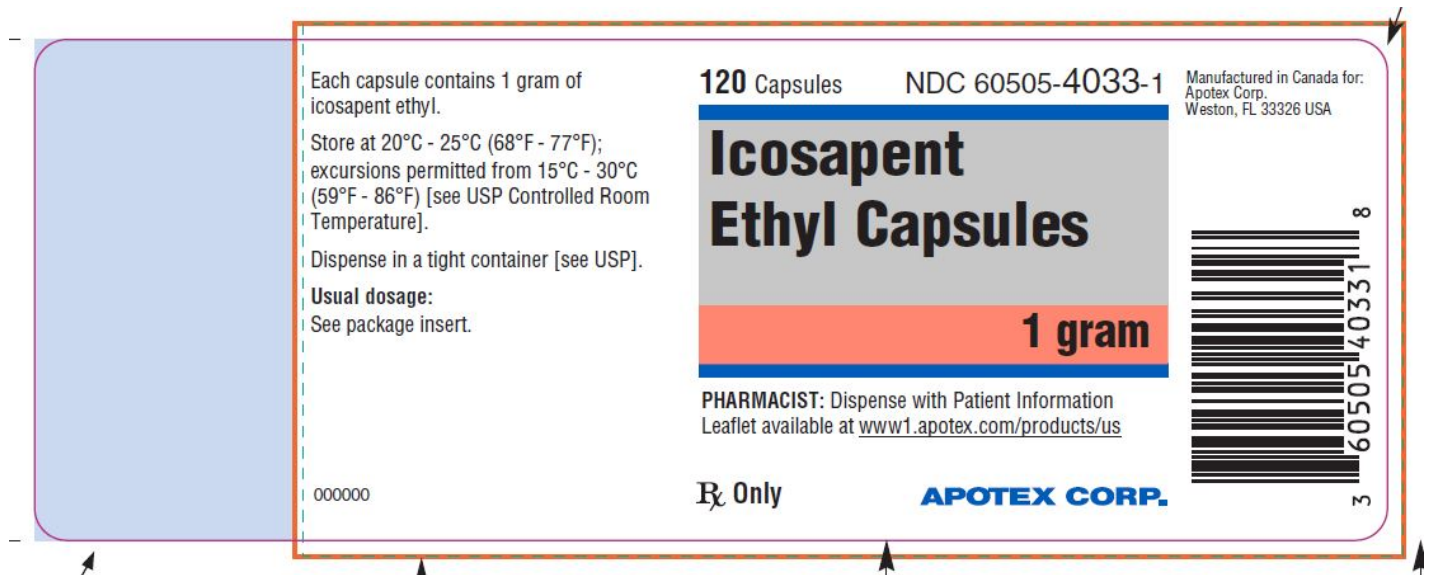 Each capsule contains 1 gram of
icosapent ethyl.
Store at 20°C - 25°C (68°F - 77°F);
excursions permitted from 15°C - 30°C
(59°F - 86°F) [see USP Controlled Room
Temperature].
Dispense in a tight container [see USP].
Usual dosage:
See package insert.
000000
120 Capsules NDC 60505-4033-1
Icosapent
Ethyl Capsules
1 gram
PHARMACIST: Dispense with Patient Information
Leaflet available at www1.apotex.com/products/us
℞ Only
APOTEX CORP.
Manufactured in Canada for:
Apotex Corp.
Weston, FL 33326 USA
3 60505 40331 8